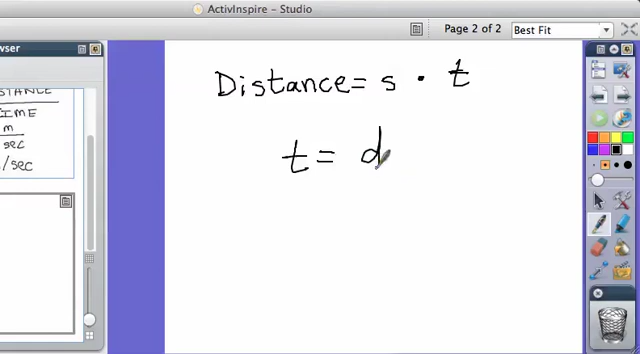 ActivInspire – Studio
Page 2 of 2
Best Fit
Distance= s · t
t = d
TIME
m
sec
/sec